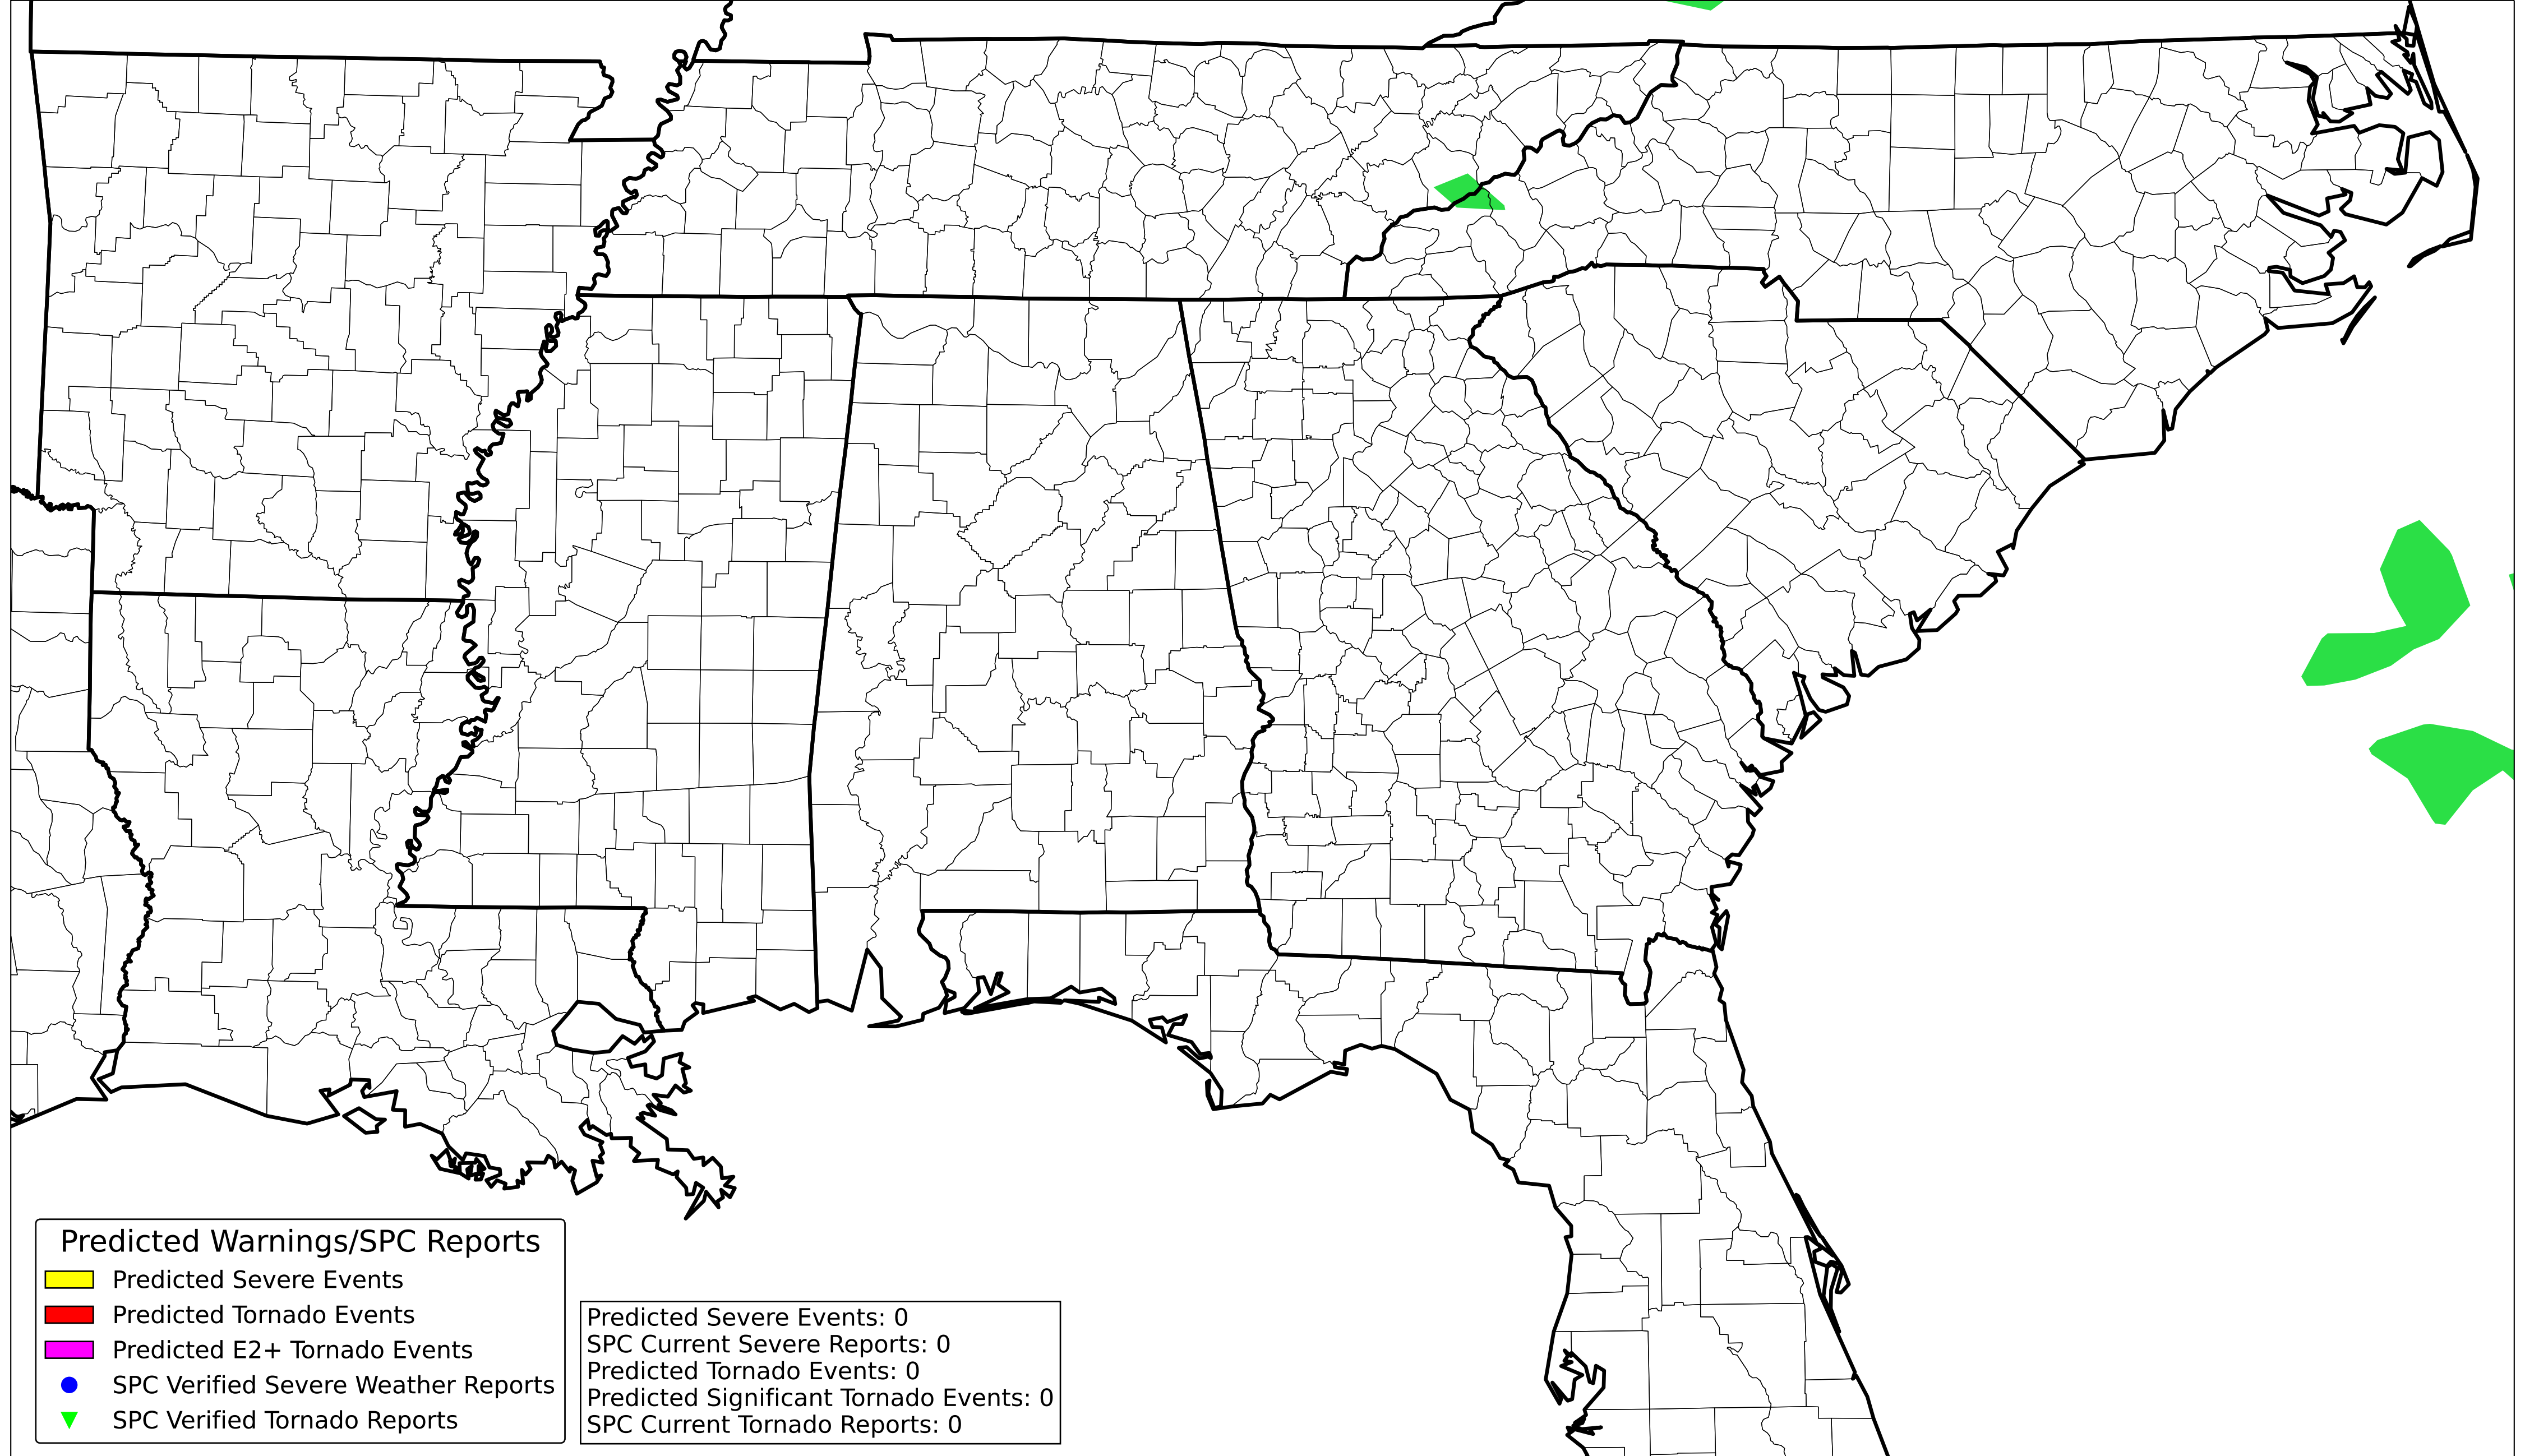 Predicted Warnings/SPC Reports
Predicted Severe Events
Predicted Tornado Events
Predicted E2+ Tornado Events
SPC Verified Severe Weather Reports
SPC Verified Tornado Reports
Predicted Severe Events: 0
SPC Current Severe Reports: 0
Predicted Tornado Events: 0
Predicted Significant Tornado Events: 0
SPC Current Tornado Reports: 0